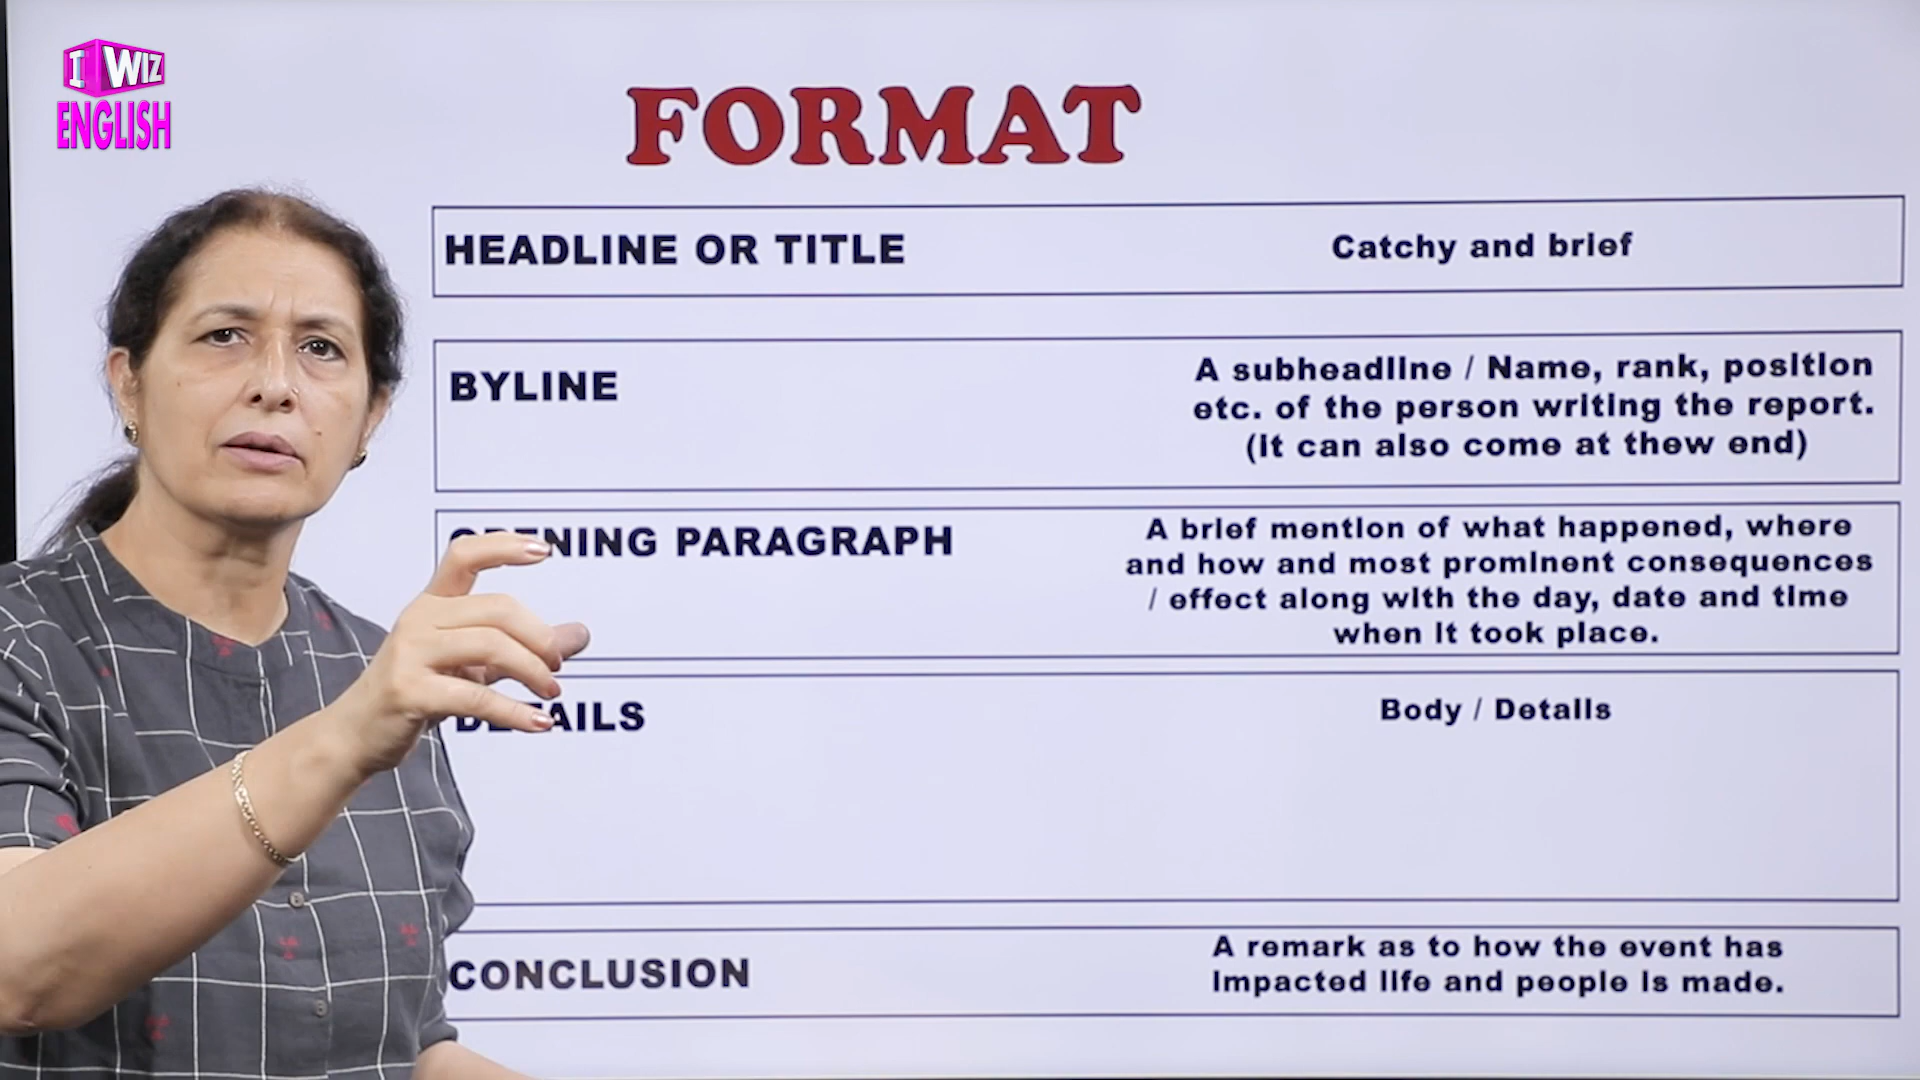 I WIZ
ENGLISH
FORMAT
HEADLINE OR TITLE
Catchy and brief
BYLINE
A subheadline / Name, rank, position
etc. of the person writing the report.
(it can also come at thew end)
OPENING PARAGRAPH
A brief mention of what happened, where
and how and most prominent consequences
/ effect along with the day, date and time
when it took place.
DETAILS
Body / Details
CONCLUSION
A remark as to how the event has
impacted life and people is made.